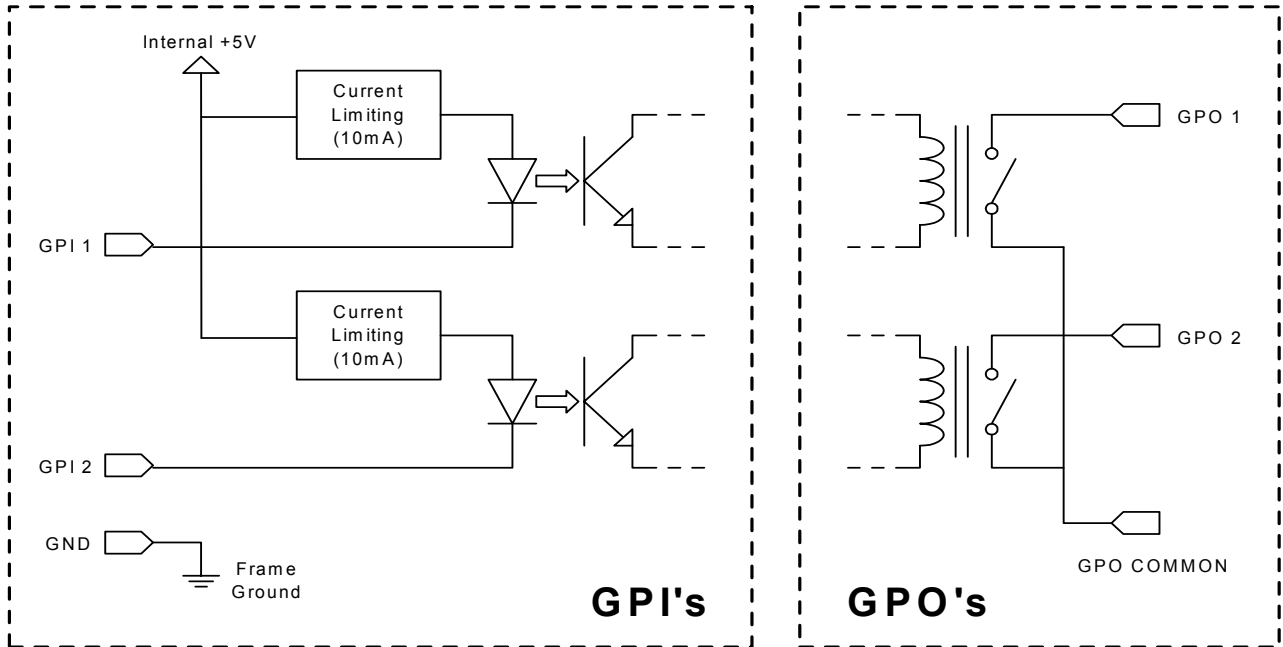 Internal +5V
Current
Limiting
(10mA)
GPI 1
Current
Limiting
(10mA)
GPI 2
GND
Frame
Ground
GPI's
GPO 1
GPO 2
GPO COMMON
GPO's